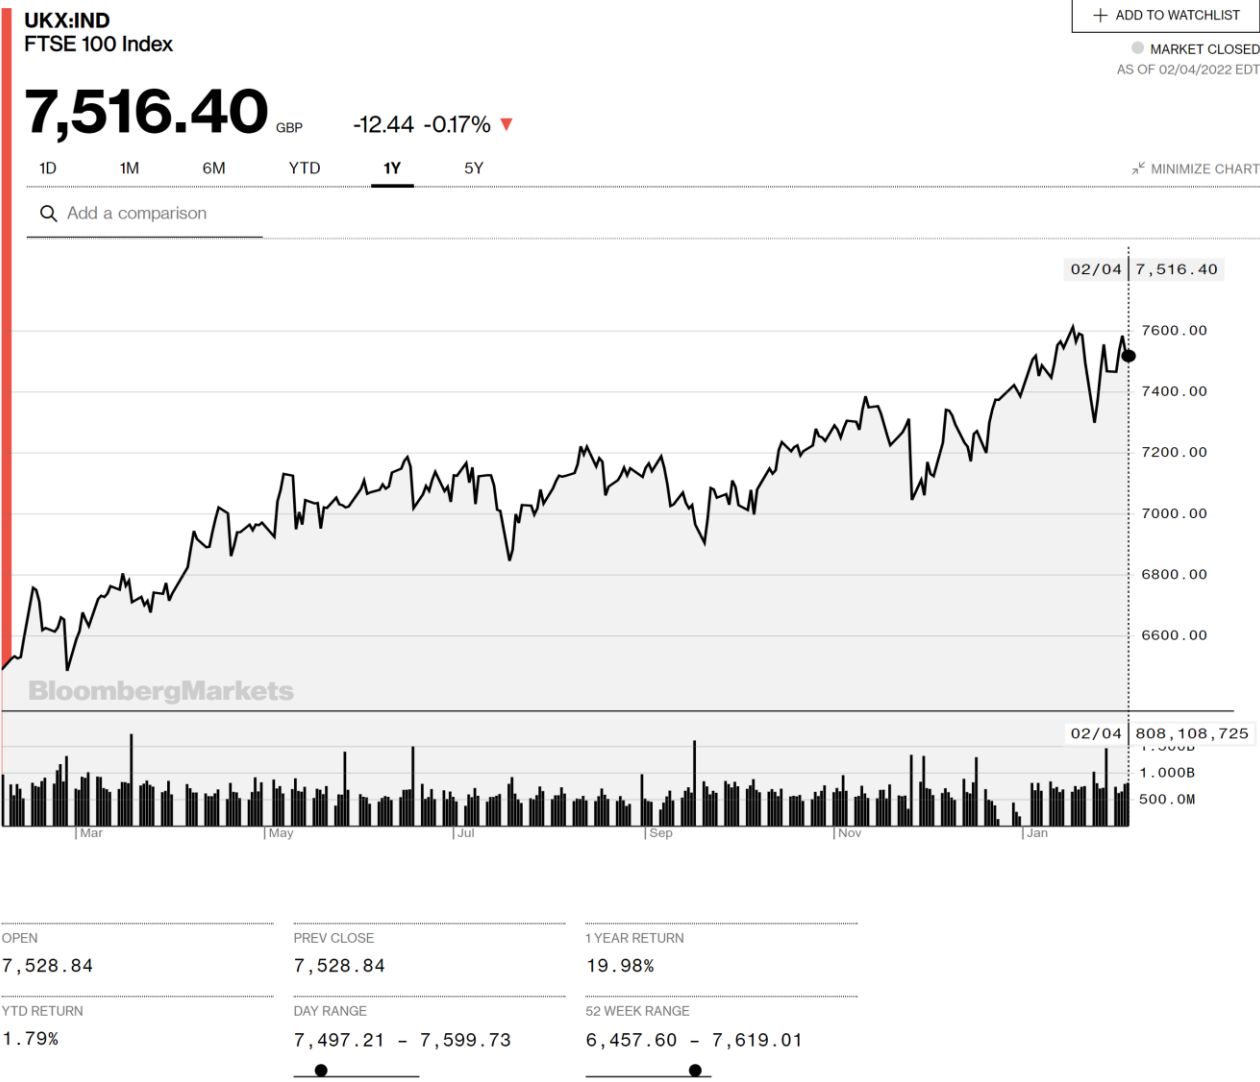 UKX:IND
FTSE 100 Index
+ ADD TO WATCHLIST
MARKET CLOSED
AS OF 02/04/2022 EDT
7,516.40 GBP -12.44 -0.17% ▼
1D 1M 6M YTD 1Y 5Y
MINIMIZE CHART
Add a comparison
02/04 7,516.40
7600.00
7400.00
7200.00
7000.00
6800.00
6600.00
BloombergMarkets
02/04 808,108,725
1.500B
1.000B
500.0M
Mar May Jul Sep Nov Jan
OPEN PREV CLOSE 1 YEAR RETURN
7,528.84 7,528.84 19.98%
YTD RETURN DAY RANGE 52 WEEK RANGE
1.79% 7,497.21 – 7,599.73 6,457.60 – 7,619.01